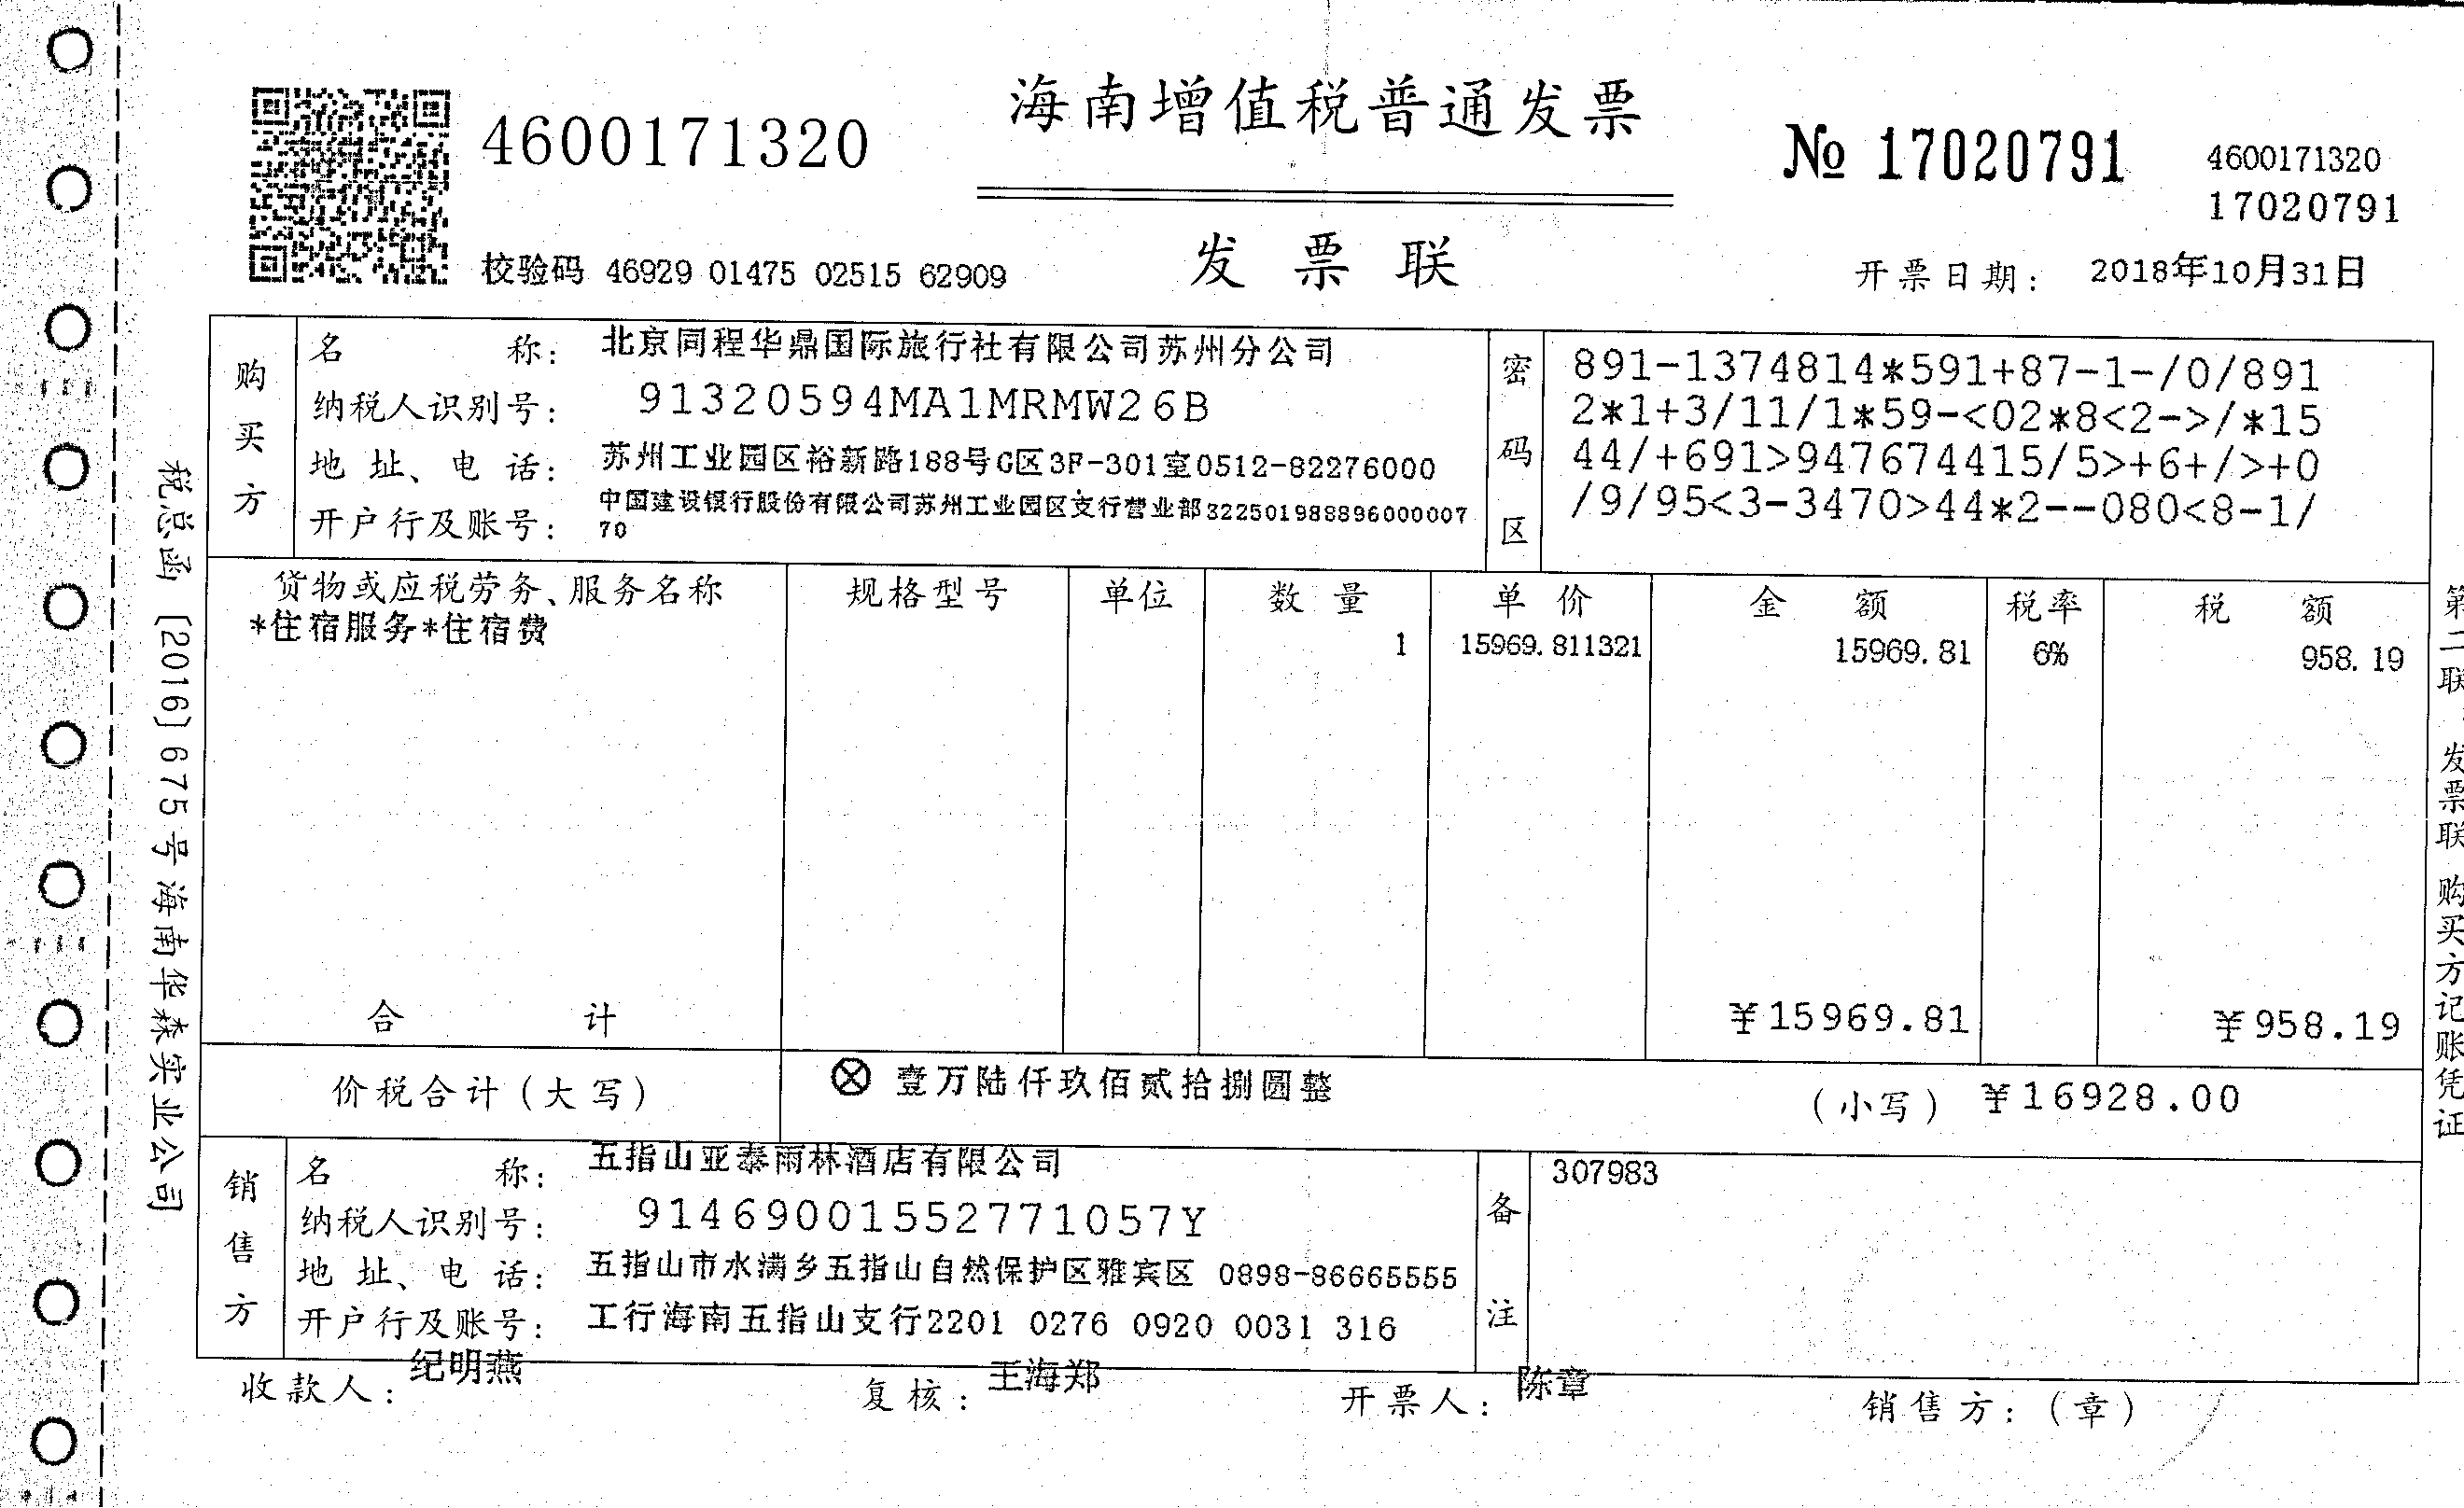 海南增值税普通发票
4600171320
№ 17020791
4600171320
17020791
发票联
校验码 46929 01475 02515 62909
开票日期: 2018年10月31日
购买方
名称: 北京同程华鼎国际旅行社有限公司苏州分公司
纳税人识别号: 91320594MA1MRMW26B
地址、电话: 苏州工业园区裕新路188号G区3F-301室0512-82276000
开户行及账号: 中国建设银行股份有限公司苏州工业园区支行营业部322501988896000007
70
密码区
891-1374814*591+87-1-/0/891
2*1+3/11/1*59-<02*8<2->/*15
44/+691>947674415/5>+6+/>+0
/9/95<3-3470>44*2--080<8-1/
货物或应税劳务、服务名称 规格型号 单位 数量 单价 金额 税率 税额
*住宿服务*住宿费 1 15969.811321 15969.81 6% 958.19
合计 ¥15969.81 ¥958.19
价税合计(大写) ⊗壹万陆仟玖佰贰拾捌圆整 (小写) ¥16928.00
销售方
名称: 五指山亚泰雨林酒店有限公司
纳税人识别号: 91469001552771057Y
地址、电话: 五指山市水满乡五指山自然保护区雅宾区 0898-86665555
开户行及账号: 工行海南五指山支行2201 0276 0920 0031 316
备注
307983
收款人: 纪明燕 复核: 王海郑 开票人: 陈章 销售方:(章)
税总函[2016]675号海南华森实业公司
第二联 发票联 购买方记账凭证